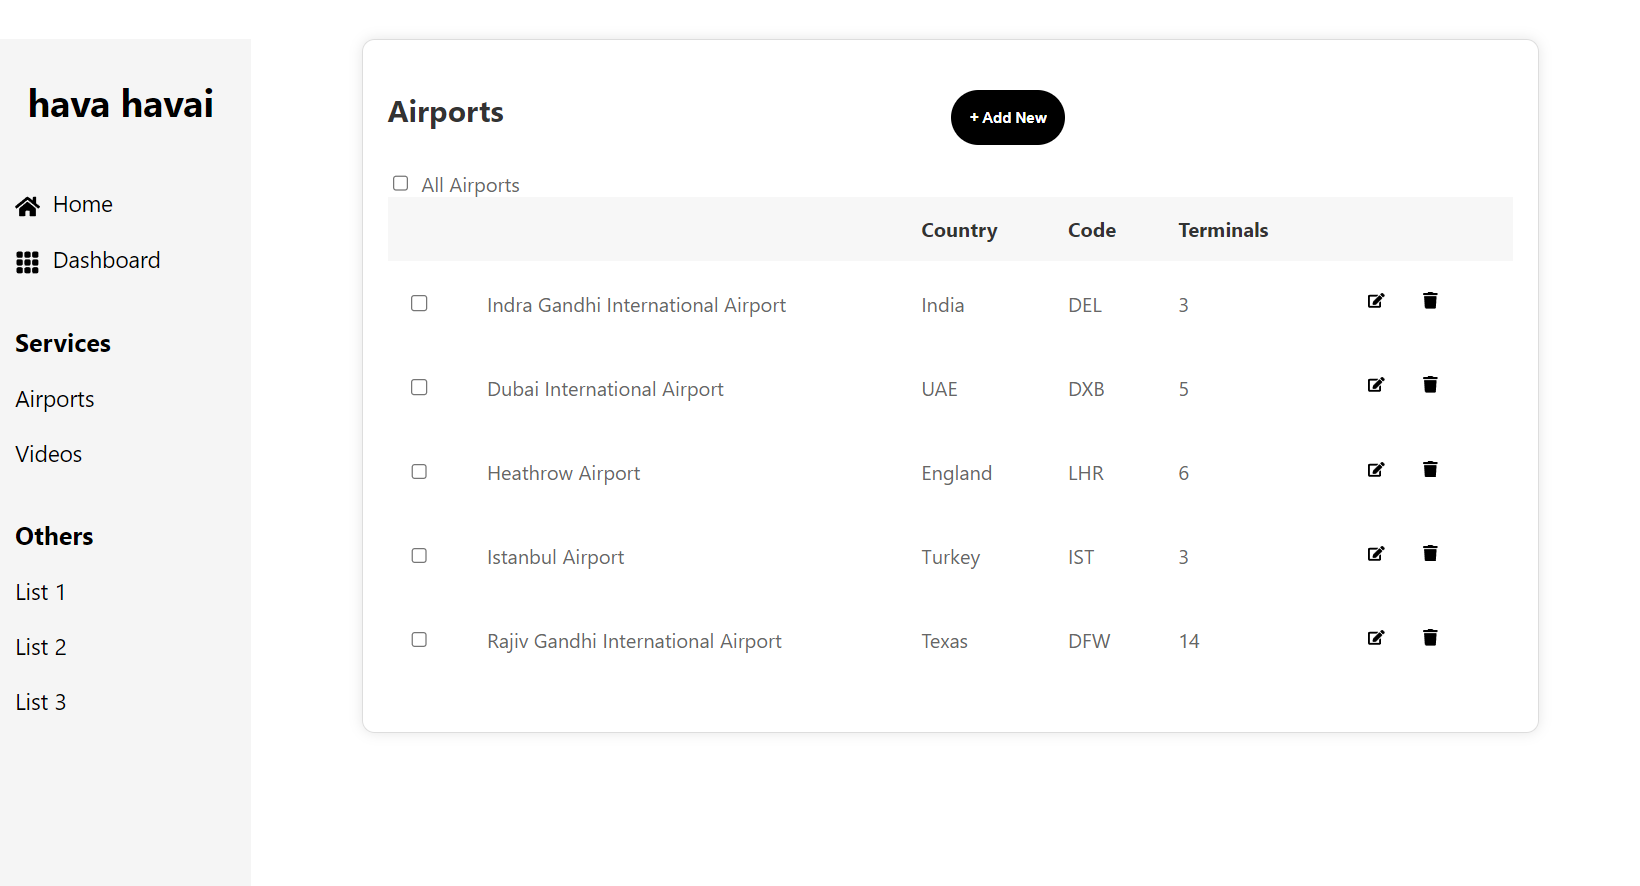 hava havai
Home
Dashboard
Services
Airports
Videos
Others
List 1
List 2
List 3
Airports
+ Add New
All Airports
Country Code Terminals
Indra Gandhi International Airport India DEL 3
Dubai International Airport UAE DXB 5
Heathrow Airport England LHR 6
Istanbul Airport Turkey IST 3
Rajiv Gandhi International Airport Texas DFW 14